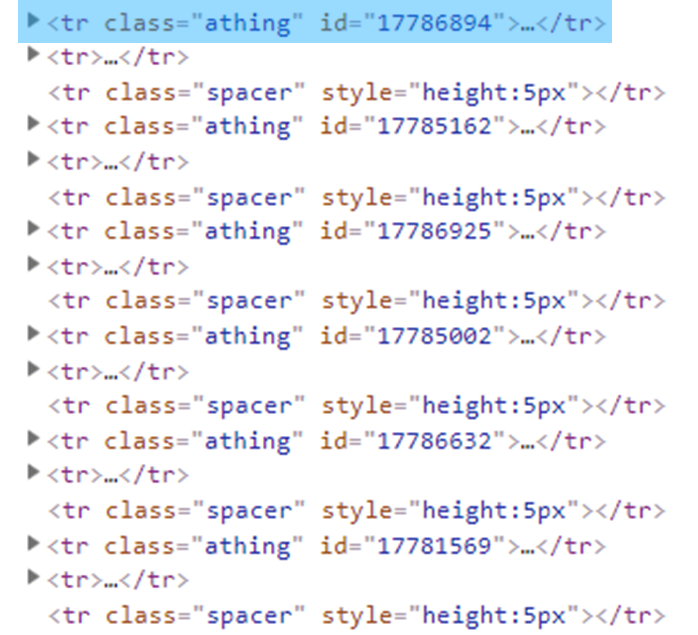 <tr class="athing" id="17786894">…</tr>
<tr>…</tr>
<tr class="spacer" style="height:5px"></tr>
<tr class="athing" id="17785162">…</tr>
<tr>…</tr>
<tr class="spacer" style="height:5px"></tr>
<tr class="athing" id="17786925">…</tr>
<tr>…</tr>
<tr class="spacer" style="height:5px"></tr>
<tr class="athing" id="17785002">…</tr>
<tr>…</tr>
<tr class="spacer" style="height:5px"></tr>
<tr class="athing" id="17786632">…</tr>
<tr>…</tr>
<tr class="spacer" style="height:5px"></tr>
<tr class="athing" id="17781569">…</tr>
<tr>…</tr>
<tr class="spacer" style="height:5px"></tr>